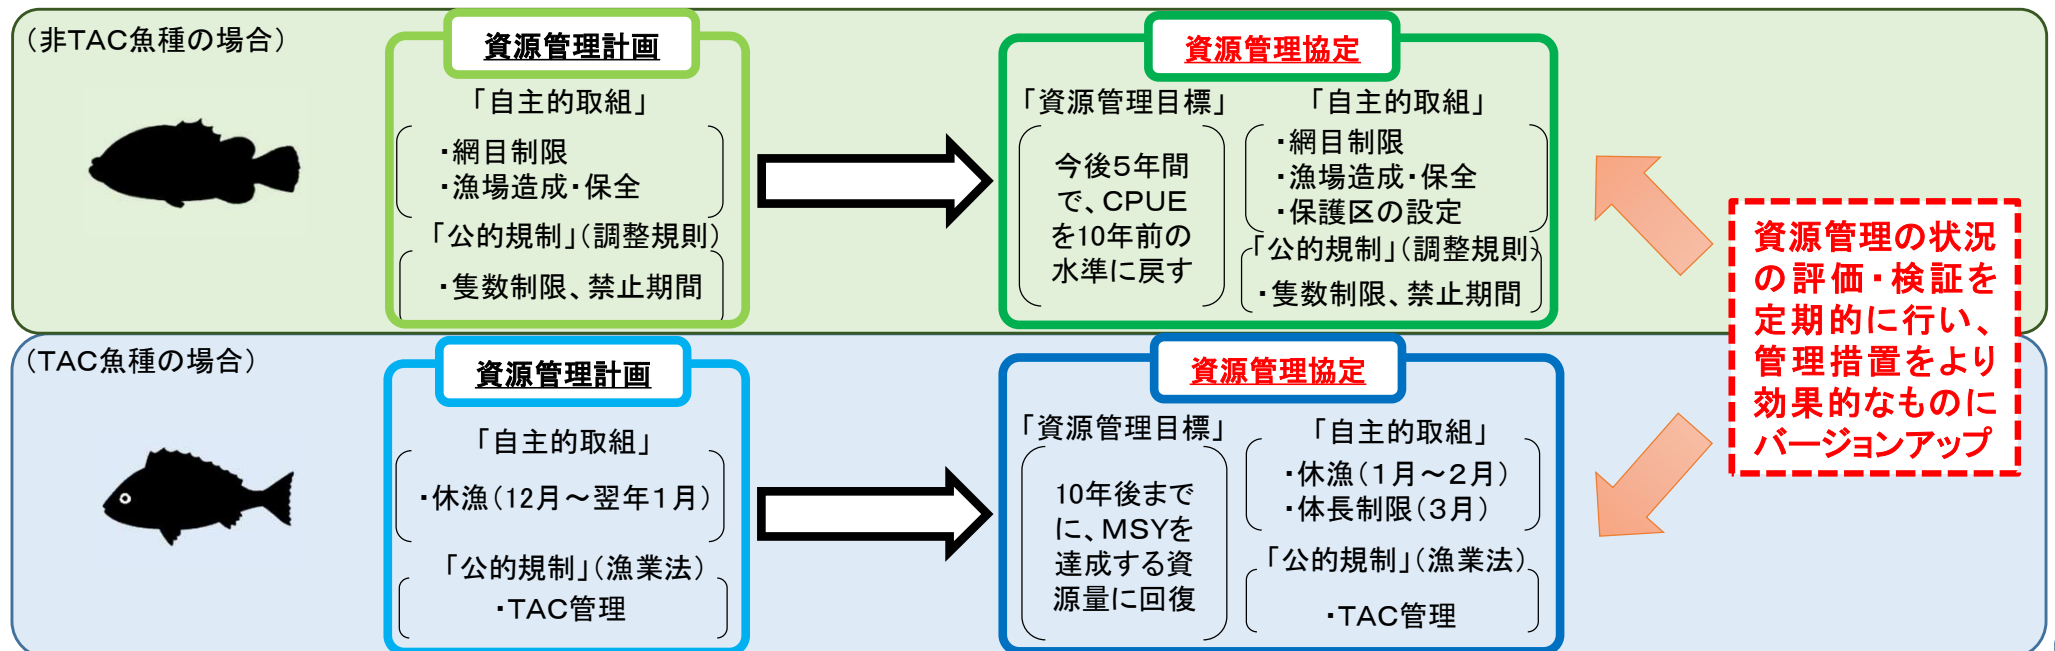 (非TAC魚種の場合)
資源管理計画
「自主的取組」
・網目制限
・漁場造成・保全
「公的規制」(調整規則)
・隻数制限、禁止期間
資源管理協定
「資源管理目標」
今後5年間
で、CPUE
を10年前の
水準に戻す
「自主的取組」
・網目制限
・漁場造成・保全
・保護区の設定
「公的規制」(調整規則)
・隻数制限、禁止期間
(TAC魚種の場合)
資源管理計画
「自主的取組」
・休漁(12月~翌年1月)
「公的規制」(漁業法)
・TAC管理
資源管理協定
「資源管理目標」
10年後まで
に、MSYを
達成する資
源量に回復
「自主的取組」
・休漁(1月~2月)
・体長制限(3月)
「公的規制」(漁業法)
・TAC管理
資源管理の状況
の評価・検証を
定期的に行い、
管理措置をより
効果的なものに
バージョンアップ